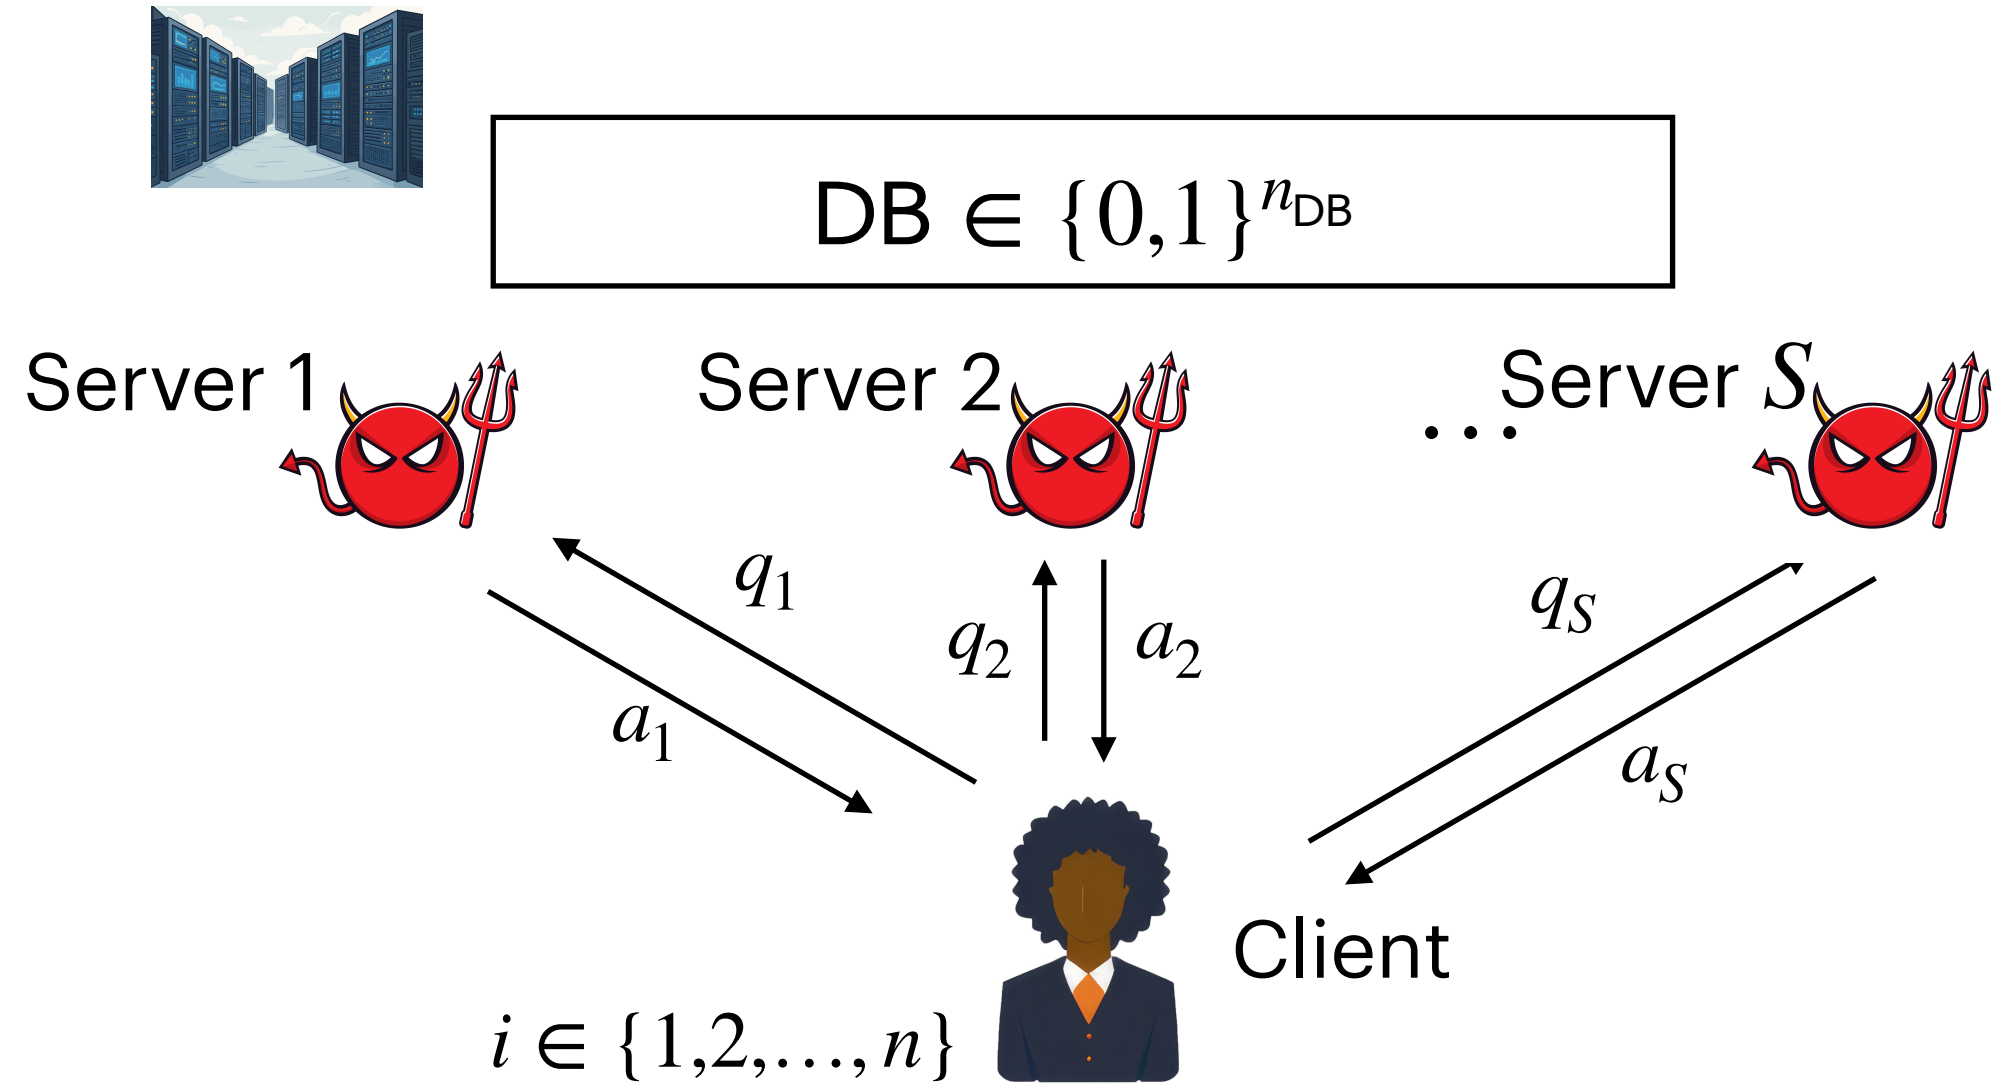 DB ∈ {0,1}^{n_DB}
Server 1
Server 2
...
Server S
q_1
a_1
q_2
a_2
q_S
a_S
Client
i ∈ {1,2,...,n}